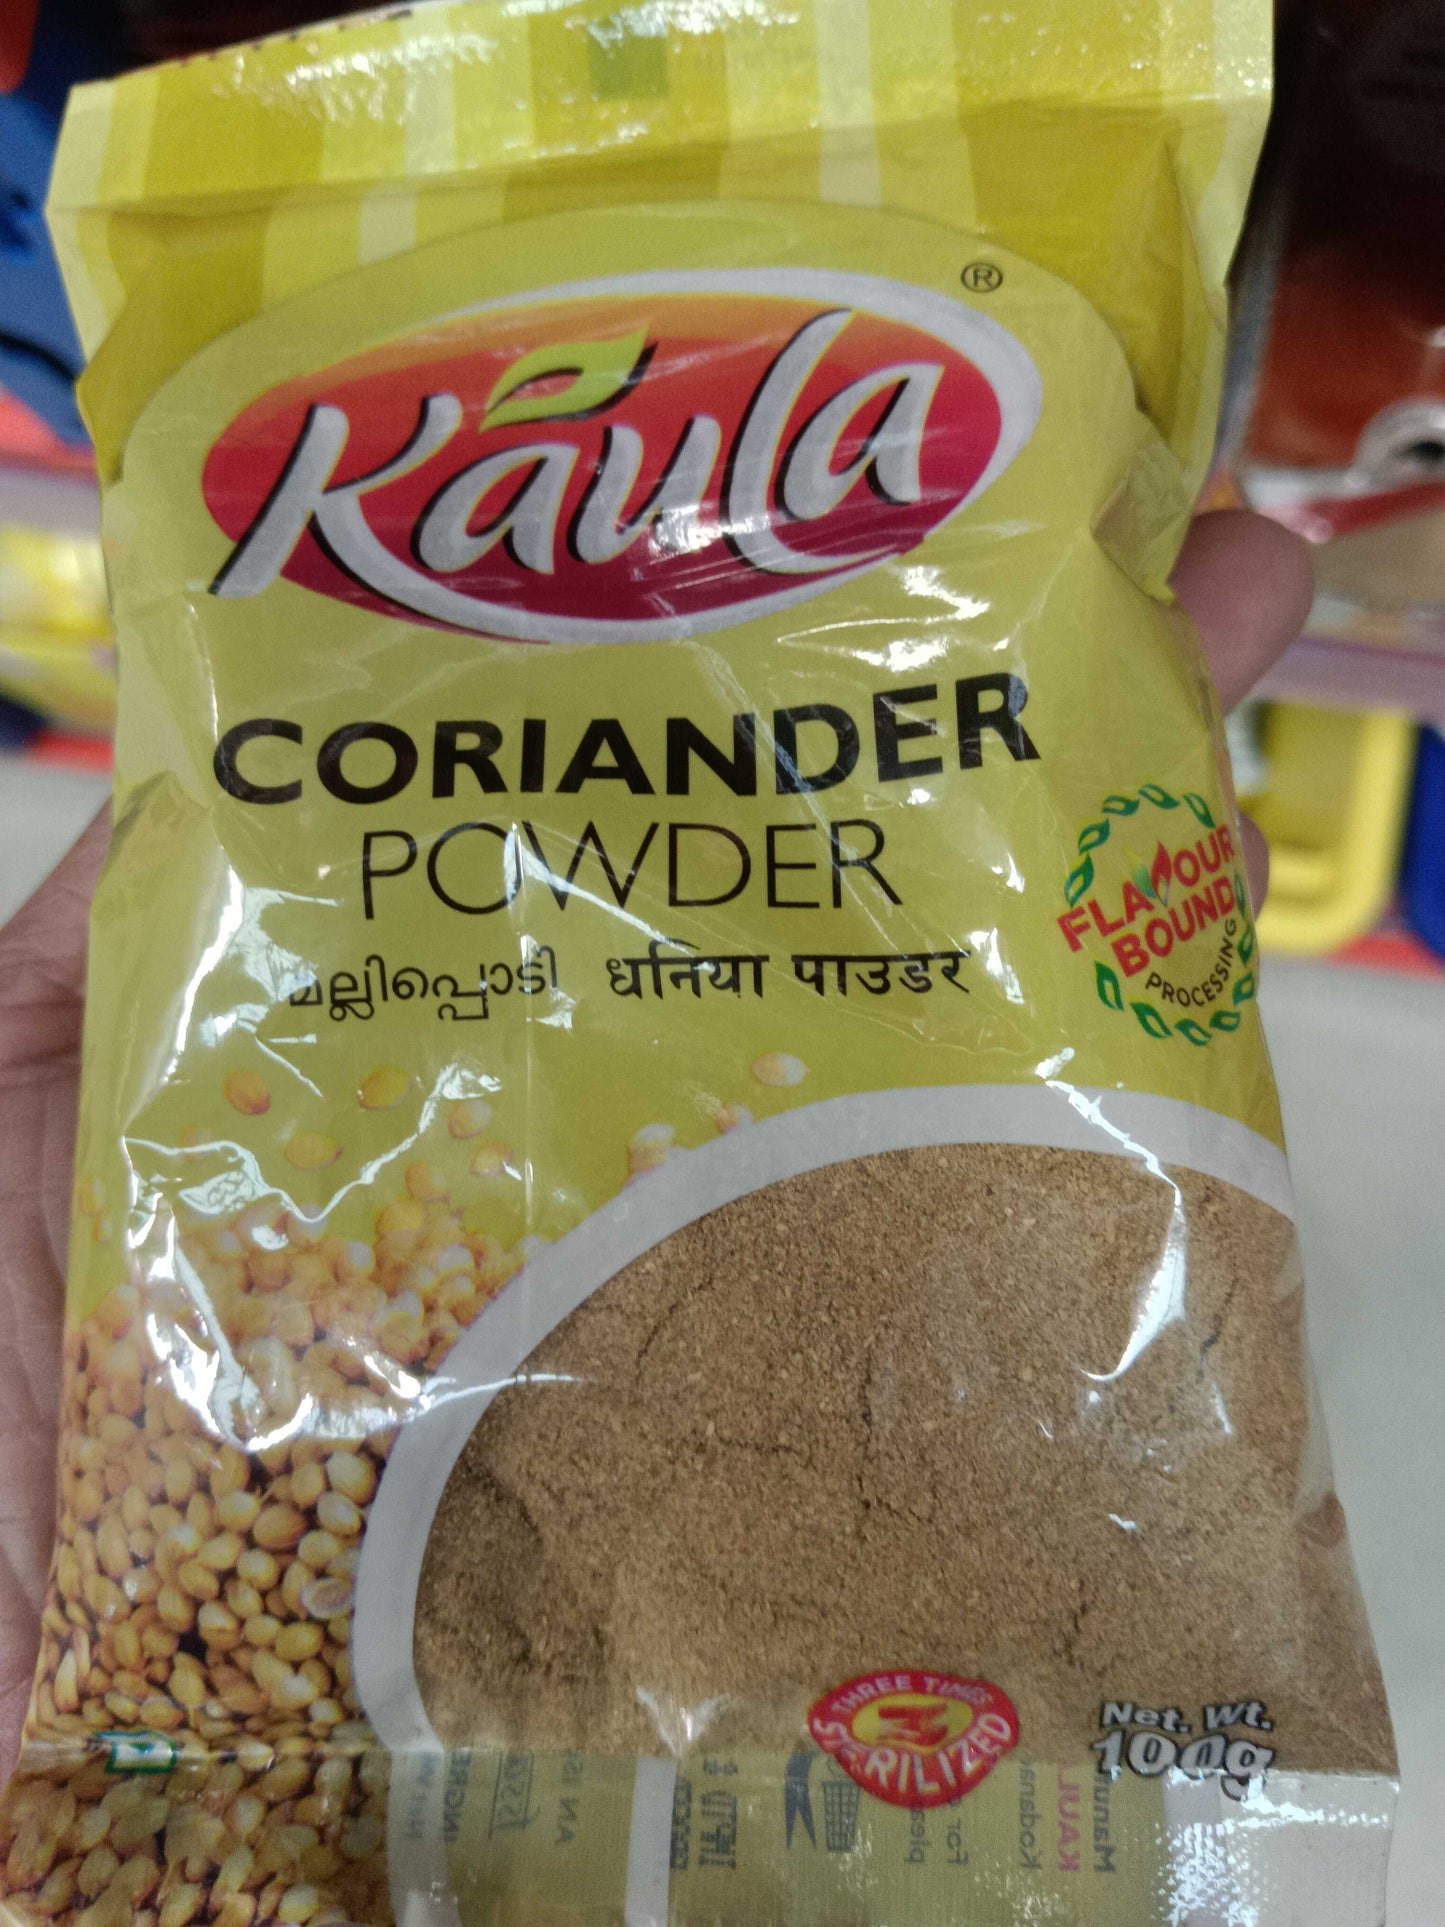 Kaula ®
CORIANDER
POWDER
മല്ലിപ്പൊടി धनिया पाउडर
FLAVOUR
BOUND
PROCESSING
THREE TIMES
STERILIZED
Net. Wt.
100g